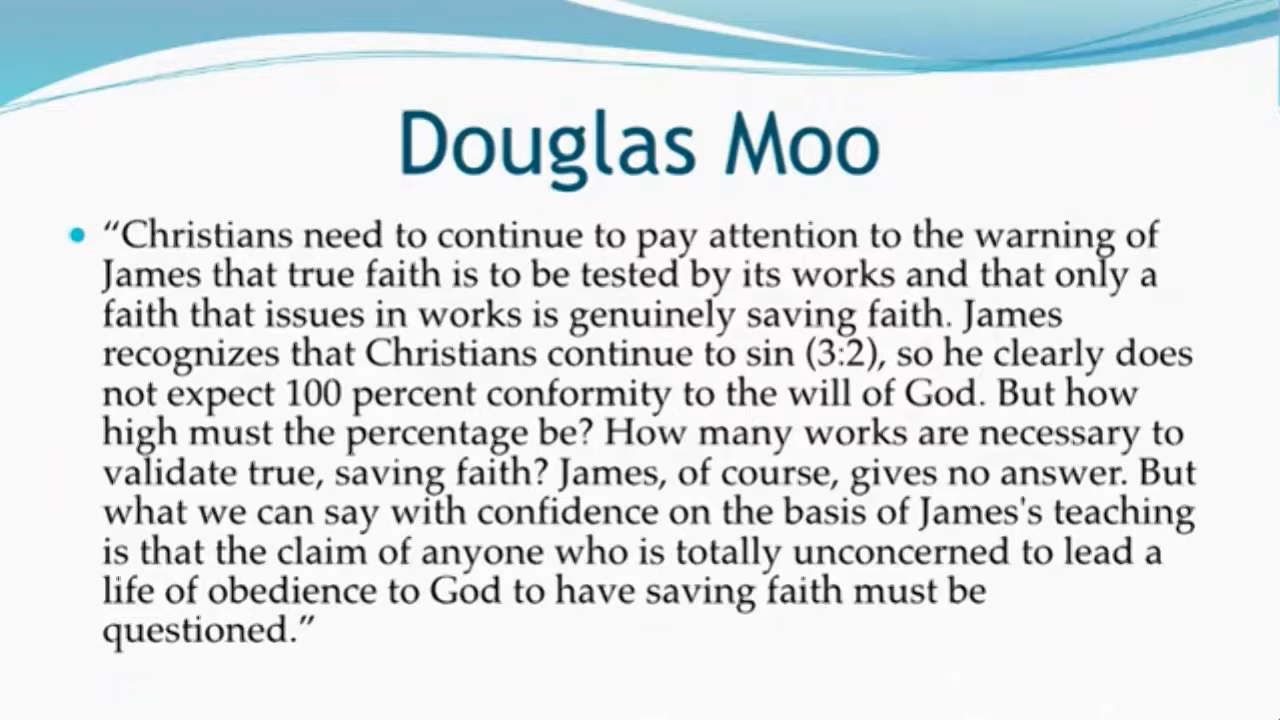 Douglas Moo
• “Christians need to continue to pay attention to the warning of
James that true faith is to be tested by its works and that only a
faith that issues in works is genuinely saving faith. James
recognizes that Christians continue to sin (3:2), so he clearly does
not expect 100 percent conformity to the will of God. But how
high must the percentage be? How many works are necessary to
validate true, saving faith? James, of course, gives no answer. But
what we can say with confidence on the basis of James's teaching
is that the claim of anyone who is totally unconcerned to lead a
life of obedience to God to have saving faith must be
questioned.”